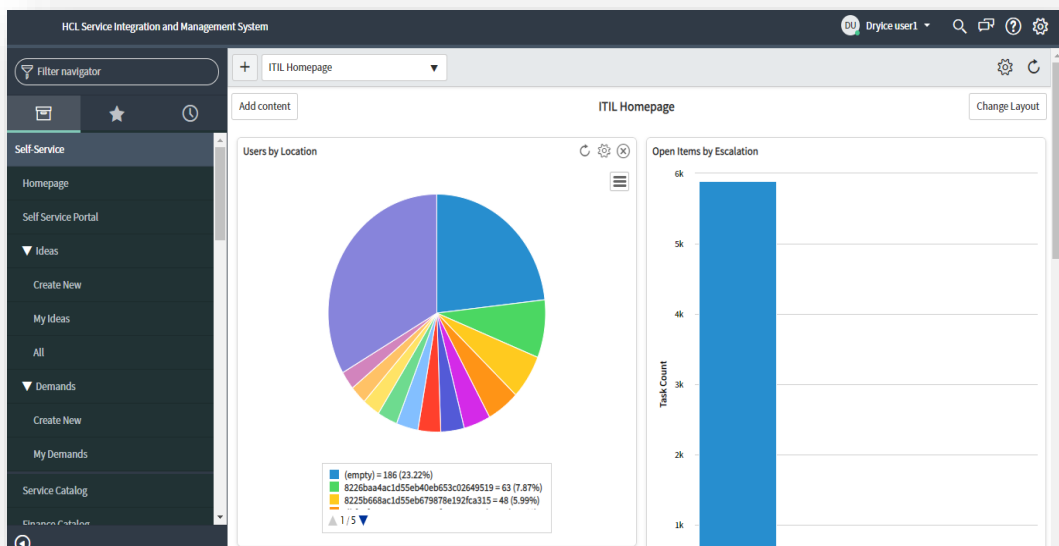 HCL Service Integration and Management System
DU Dryice user1
Filter navigator
Self-Service
Homepage
Self Service Portal
Ideas
Create New
My Ideas
All
Demands
Create New
My Demands
Service Catalog
Finance Catalog
+ ITIL Homepage
Add content
ITIL Homepage
Change Layout
Users by Location
(empty) = 186 (23.22%)
8226baa4ac1d55eb40eb653c02649519 = 63 (7.87%)
8225b668ac1d55eb679878e192fca315 = 48 (5.99%)
1 / 5
Open Items by Escalation
6k
5k
4k
3k
2k
1k
Task Count